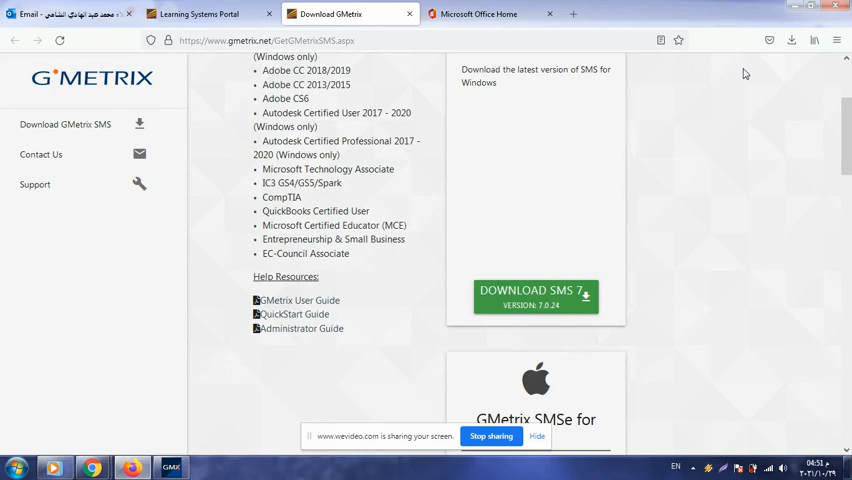 Email - علاء محمد عبد الهادي الشامي
Learning Systems Portal
Download GMetrix
Microsoft Office Home
https://www.gmetrix.net/GetGMetrixSMS.aspx
GMETRIX
Download GMetrix SMS
Contact Us
Support
(Windows only)
• Adobe CC 2018/2019
• Adobe CC 2013/2015
• Adobe CS6
• Autodesk Certified User 2017 - 2020
(Windows only)
• Autodesk Certified Professional 2017 -
2020 (Windows only)
• Microsoft Technology Associate
• IC3 GS4/GS5/Spark
• CompTIA
• QuickBooks Certified User
• Microsoft Certified Educator (MCE)
• Entrepreneurship & Small Business
• EC-Council Associate
Help Resources:
GMetrix User Guide
QuickStart Guide
Administrator Guide
Download the latest version of SMS for
Windows
DOWNLOAD SMS 7
VERSION: 7.0.24
GMetrix SMSe for
www.wevideo.com is sharing your screen.
Stop sharing
Hide
GMX
EN
04:51 م
٢٠٢١/١٠/٢٩